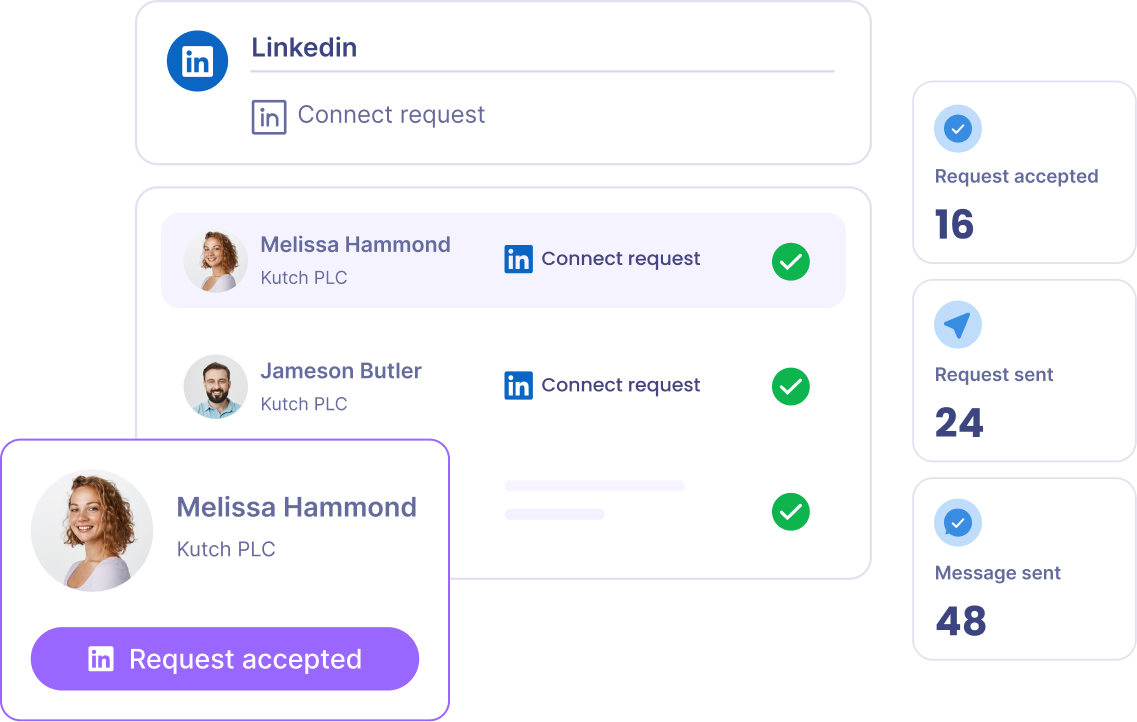 Linkedin
Connect request
Melissa Hammond
Kutch PLC
Connect request
Jameson Butler
Kutch PLC
Connect request
Melissa Hammond
Kutch PLC
Request accepted
Request accepted
16
Request sent
24
Message sent
48